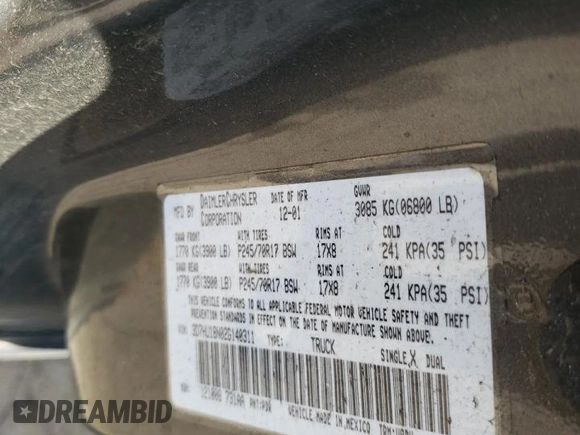 MFD BY DAIMLERCHRYSLER CORPORATION
DATE OF MFR 12-01
GVWR 3085 KG(06800 LB)
GAWR FRONT WITH TIRES RIMS AT COLD
1770 KG(3900 LB) P245/70R17 BSW 17X8 241 KPA(35 PSI)
GAWR REAR WITH TIRES RIMS AT COLD
1770 KG(3900 LB) P245/70R17 BSW 17X8 241 KPA(35 PSI)
THIS VEHICLE CONFORMS TO ALL APPLICABLE FEDERAL MOTOR VEHICLE SAFETY AND THEFT
PREVENTION STANDARDS IN EFFECT ON THE DATE OF MANUFACTURE SHOWN ABOVE.
VIN: 3D7HU18N02G140311 TYPE: TRUCK SINGLE X DUAL
VEHICLE MADE IN MEXICO
DREAMBID